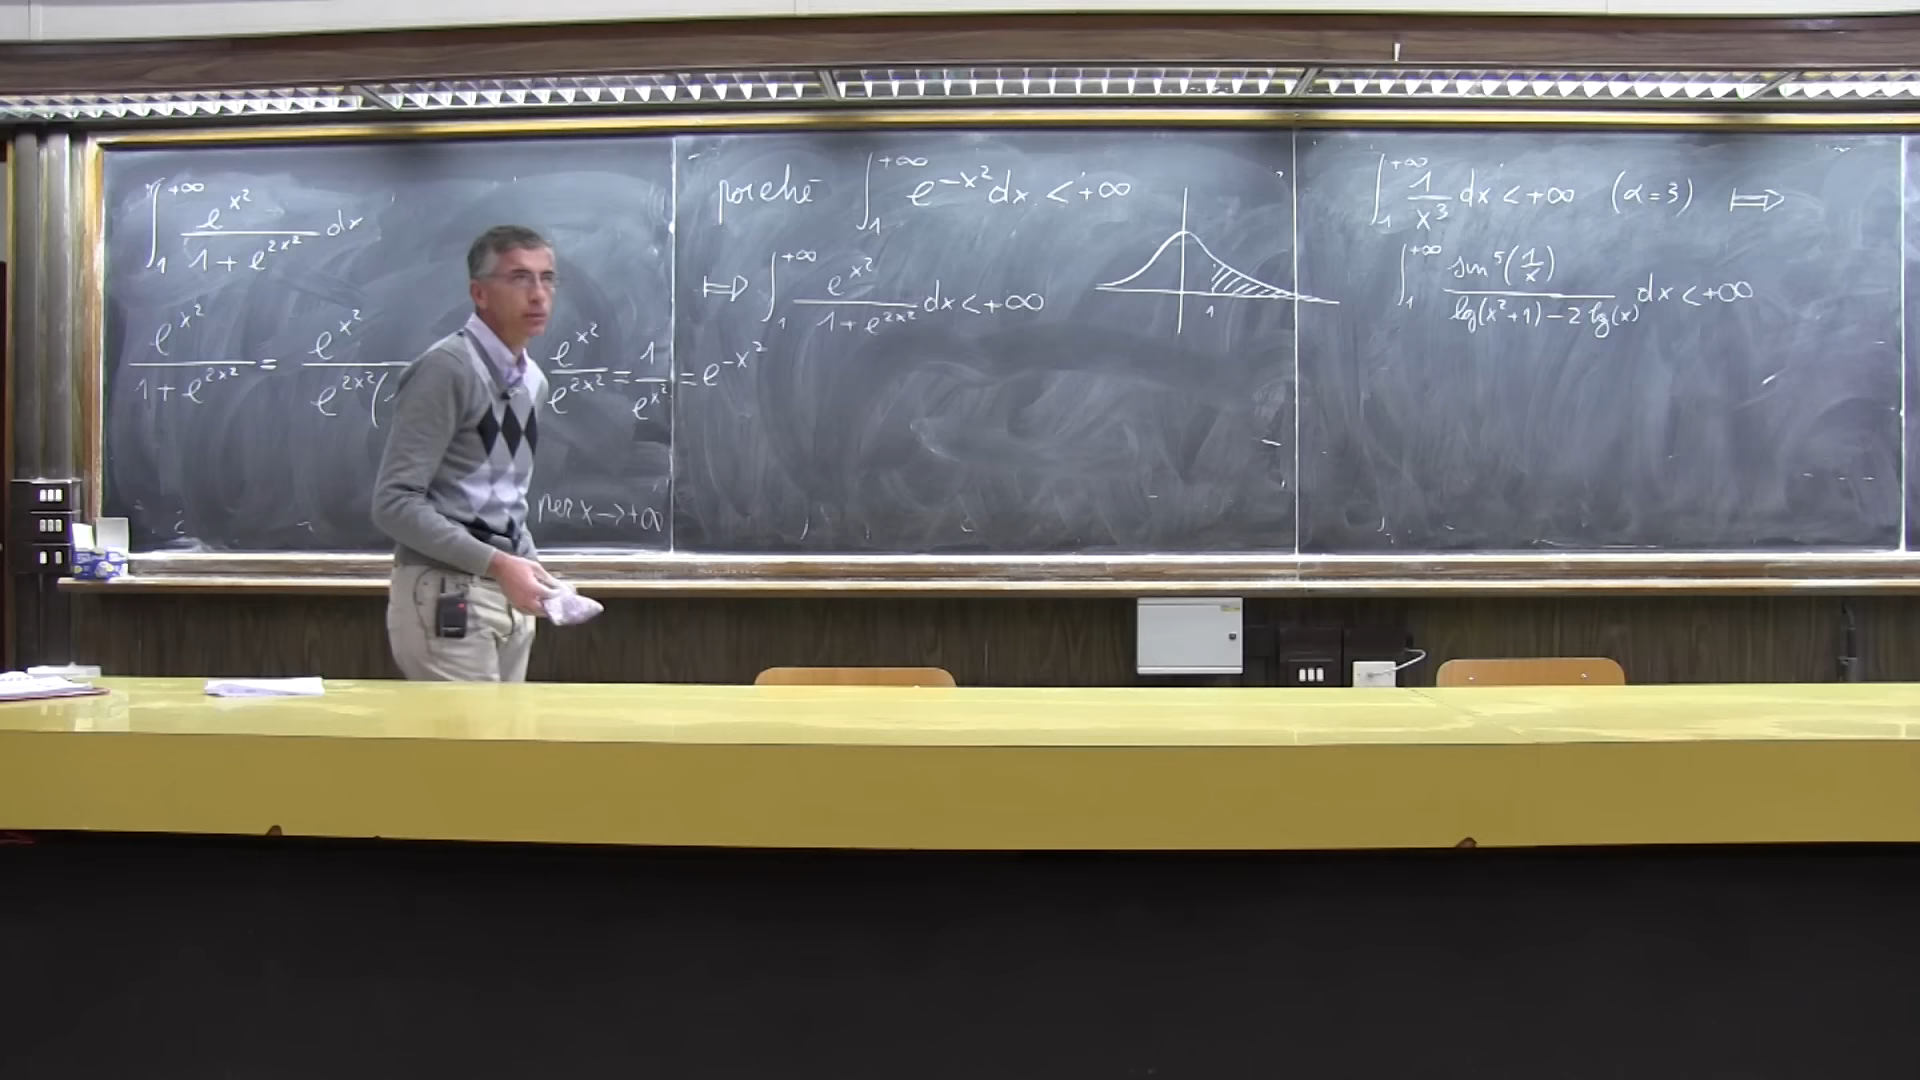 ∫₁^{+∞} e^{x²} / (1 + e^{2x²}) dx
e^{x²} / (1 + e^{2x²}) = e^{x²} / e^{2x²}(
e^{x²} / e^{2x²} = 1 / e^{x²} = e^{-x²}
per x → +∞
poiché ∫₁^{+∞} e^{-x²} dx < +∞
⟹ ∫₁^{+∞} e^{x²} / (1 + e^{2x²}) dx < +∞
1
∫₁^{+∞} 1/x³ dx < +∞ (α = 3) ⟹
∫₁^{+∞} sin⁵(1/x) / (lg(x²+1) − 2 lg(x)) dx < +∞